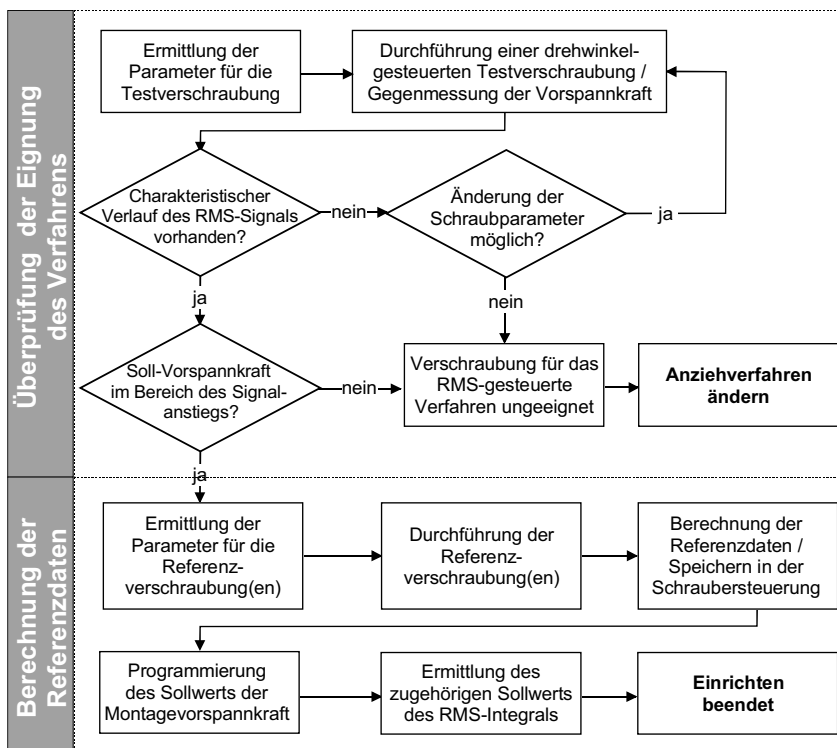 Überprüfung der Eignung
des Verfahrens
Ermittlung der
Parameter für die
Testverschraubung
Durchführung einer drehwinkel-
gesteuerten Testverschraubung /
Gegenmessung der Vorspannkraft
Charakteristischer
Verlauf des RMS-Signals
vorhanden?
nein
Änderung der
Schraubparameter
möglich?
ja
ja
nein
Soll-Vorspannkraft
im Bereich des Signal-
anstiegs?
nein
Verschraubung für das
RMS-gesteuerte
Verfahren ungeeignet
Anziehverfahren
ändern
ja
Berechnung der
Referenzdaten
Ermittlung der
Parameter für die
Referenz-
verschraubung(en)
Durchführung der
Referenz-
verschraubung(en)
Berechnung der
Referenzdaten /
Speichern in der
Schraubersteuerung
Programmierung
des Sollwerts der
Montagevorspannkraft
Ermittlung des
zugehörigen Sollwerts
des RMS-Integrals
Einrichten
beendet